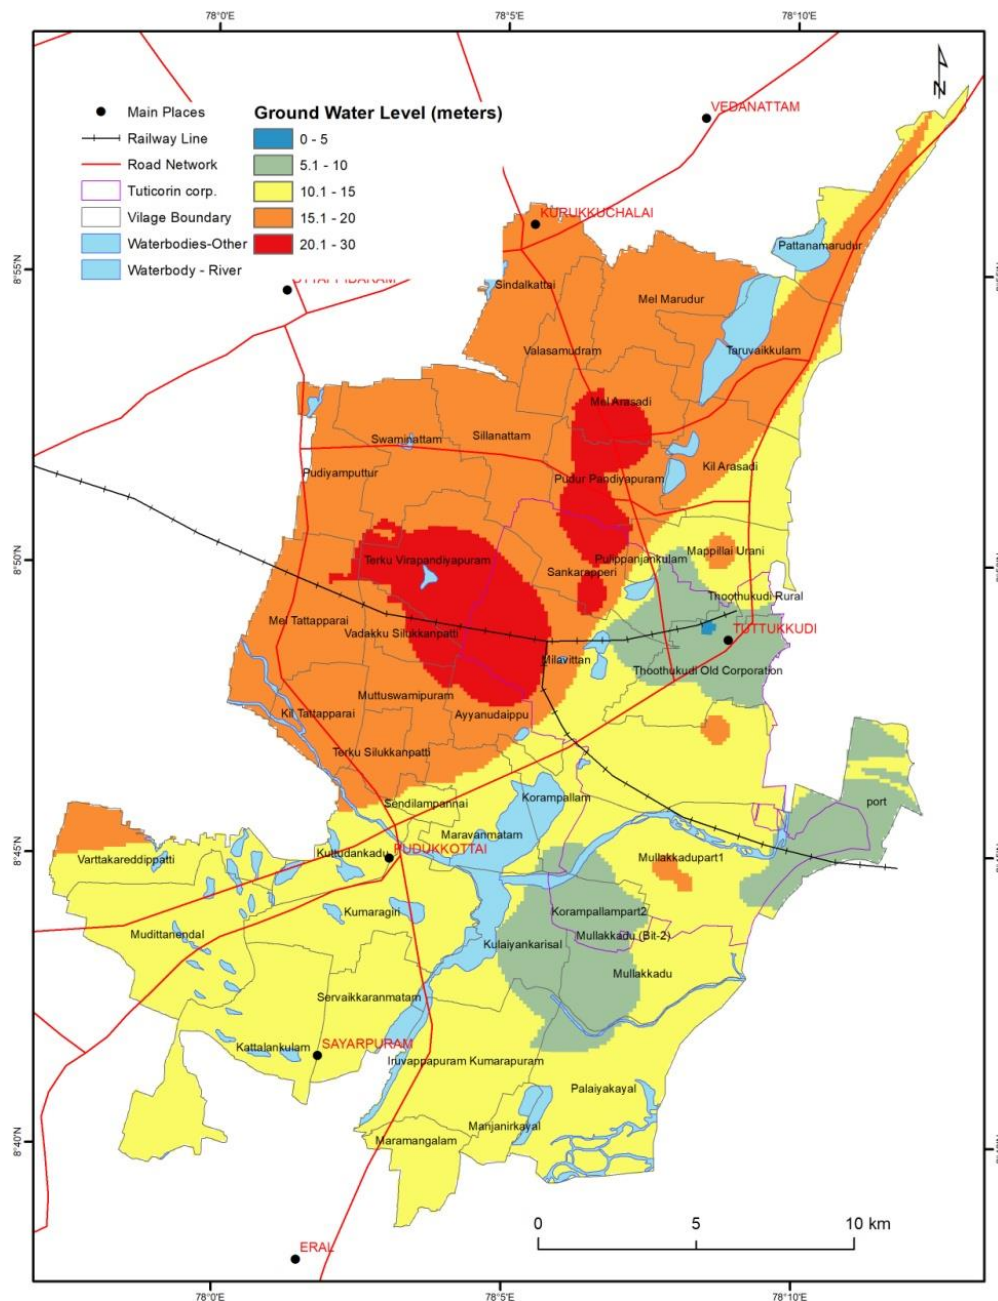 78°0'E
78°5'E
78°10'E
N
Main Places
Railway Line
Road Network
Tuticorin corp.
Vilage Boundary
Waterbodies-Other
Waterbody - River
Ground Water Level (meters)
0 - 5
5.1 - 10
10.1 - 15
15.1 - 20
20.1 - 30
VEDANATTAM
KURUKKUCHALAI
Pattanamarudur
8°55'N
Sindalkattai
Mel Marudur
Valasamudram
Taruvaikkulam
Mel Arasadi
Swaminattam
Sillanattam
Pudiyamputtur
Kil Arasadi
Pudur Pandiyapuram
8°50'N
Terku Virapandiyapuram
Pulippanjankulam
Mappillai Urani
Sankarapperi
Thoothukudi Rural
Mel Tattapparai
Vadakku Silukkanpatti
TUTTUKKUDI
Milavittan
Thoothukudi Old Corporation
Muttuswamipuram
Kil Tattapparai
Ayyanudaippu
Terku Silukkanpatti
Sendilampannai
Korampallam
port
Maravanmatam
8°45'N
Varttakareddippatti
Kuttudankadu
PUDUKKOTTAI
Mullakkadupart1
Kumaragiri
Korampallampart2
Mudittanendal
Mullakkadu (Bit-2)
Kulaiyankarisal
Mullakkadu
Servaikkaranmatam
Kattalankulam
SAYARPURAM
Iruvappapuram Kumarapuram
Palaiyakayal
Manjanirkayal
8°40'N
Maramangalam
0
5
10 km
ERAL
78°0'E
78°5'E
78°10'E